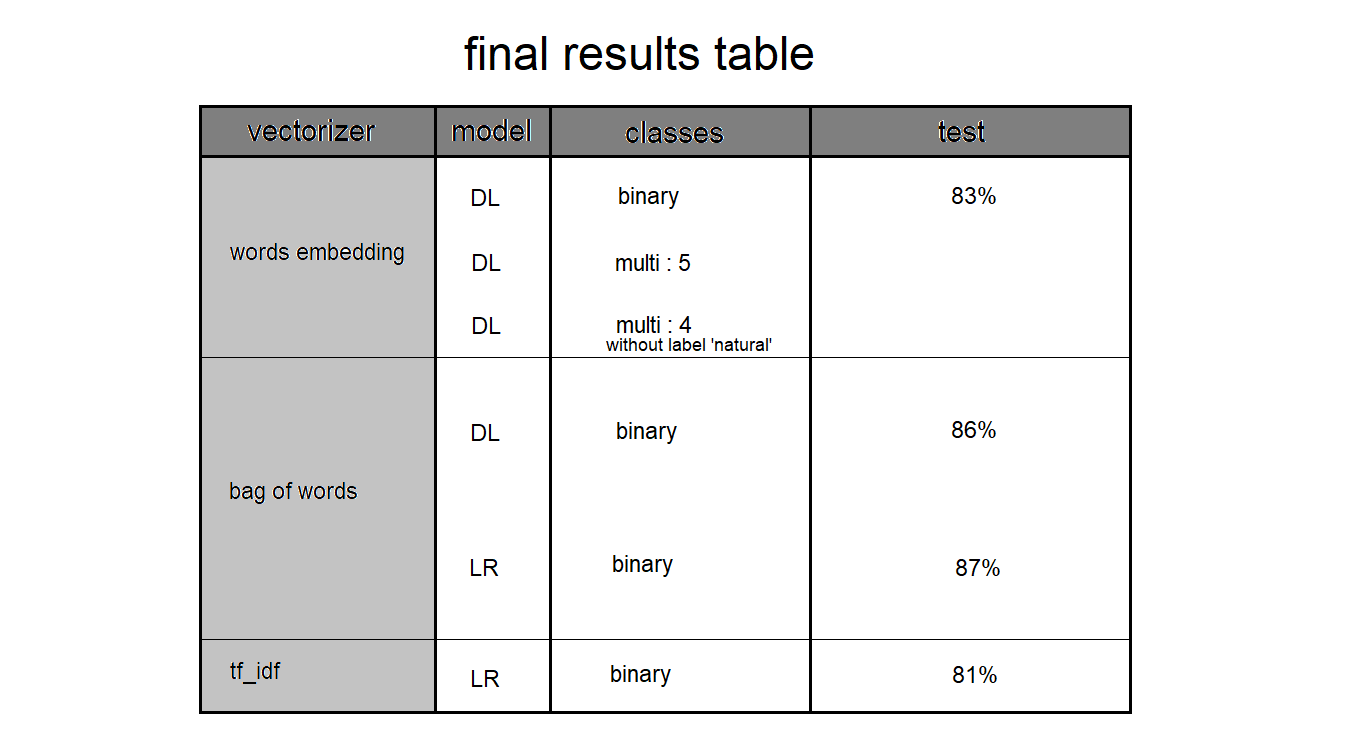 final results table
vectorizer model classes test
words embedding
DL binary 83%
DL multi : 5
DL multi : 4
without label 'natural'
bag of words
DL binary 86%
LR binary 87%
tf_idf LR binary 81%